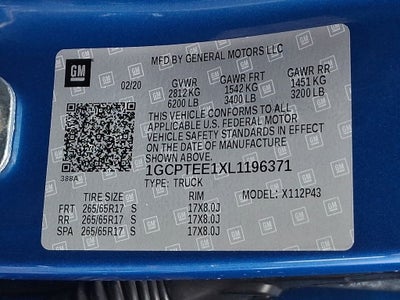 MFD BY GENERAL MOTORS LLC
GM
02/20 GVWR GAWR FRT GAWR RR
2812 KG 1542 KG 1451 KG
6200 LB 3400 LB 3200 LB
THIS VEHICLE CONFORMS TO ALL
APPLICABLE U.S. FEDERAL MOTOR
VEHICLE SAFETY STANDARDS IN EFFECT
ON THE DATE OF MANUFACTURE
SHOWN ABOVE.
388A 1GCPTEE1XL1196371
TYPE: TRUCK MODEL: X112P43
TIRE SIZE RIM
FRT 265/65R17 S 17X8.0J
RR 265/65R17 S 17X8.0J
SPA 265/65R17 S 17X8.0J